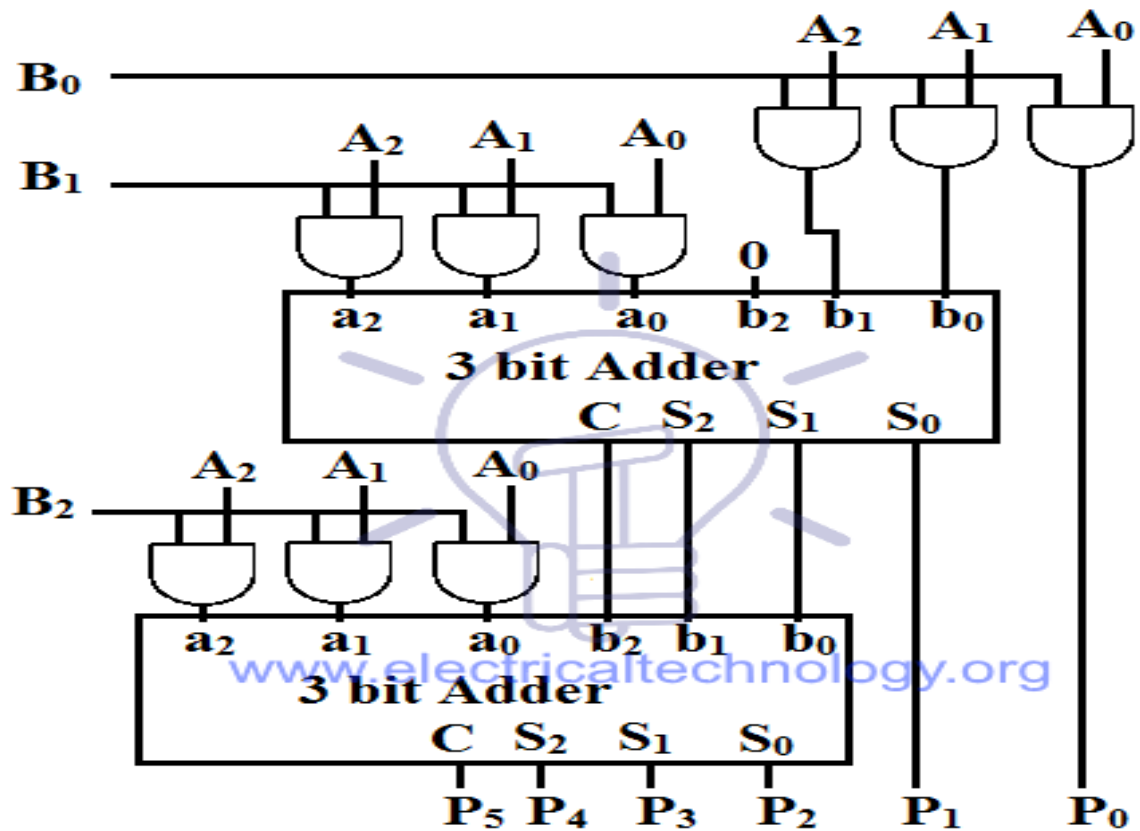 A₂ A₁ A₀
B₀
A₂ A₁ A₀
B₁
0
a₂ a₁ a₀ b₂ b₁ b₀
3 bit Adder
C S₂ S₁ S₀
A₂ A₁ A₀
B₂
a₂ a₁ a₀ b₂ b₁ b₀
www.electricaltechnology.org
3 bit Adder
C S₂ S₁ S₀
P₅ P₄ P₃ P₂ P₁ P₀